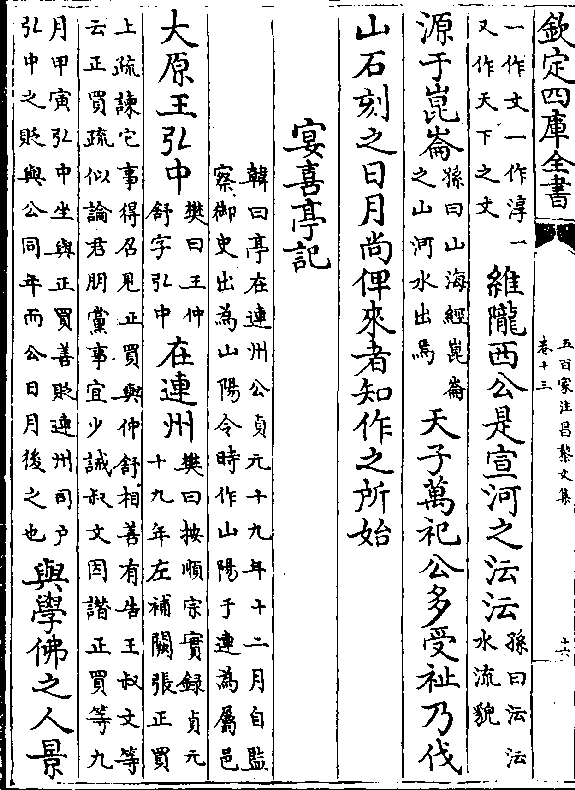 欽定四庫全書
五百家注昌黎文集
卷十三
十六
一作文一作淳一
又作天下之文
維隴西公是宣河之沄沄
孫曰沄沄
水流貌
源于崑崙
孫曰山海經崑崙
之山河水出焉
天子萬祀公多受祉乃伐
山石刻之日月尚俾來者知作之所始
宴喜亭記
韓曰亭在連州公貞元十九年十二月自監
察御史出為山陽令時作山陽于連為屬邑
大原王弘中
樊曰王仲
舒字弘中
在連州
樊曰按順宗實録貞元
十九年左補闕張正買
上疏諫它事得召見正買與仲舒相善有告王叔文等
云正買疏似論君朋黨事宜少誡叔文因譖正買等九
月甲寅弘中坐與正買善貶連州司户
弘中之貶與公同年而公日月後之也
與學佛之人景